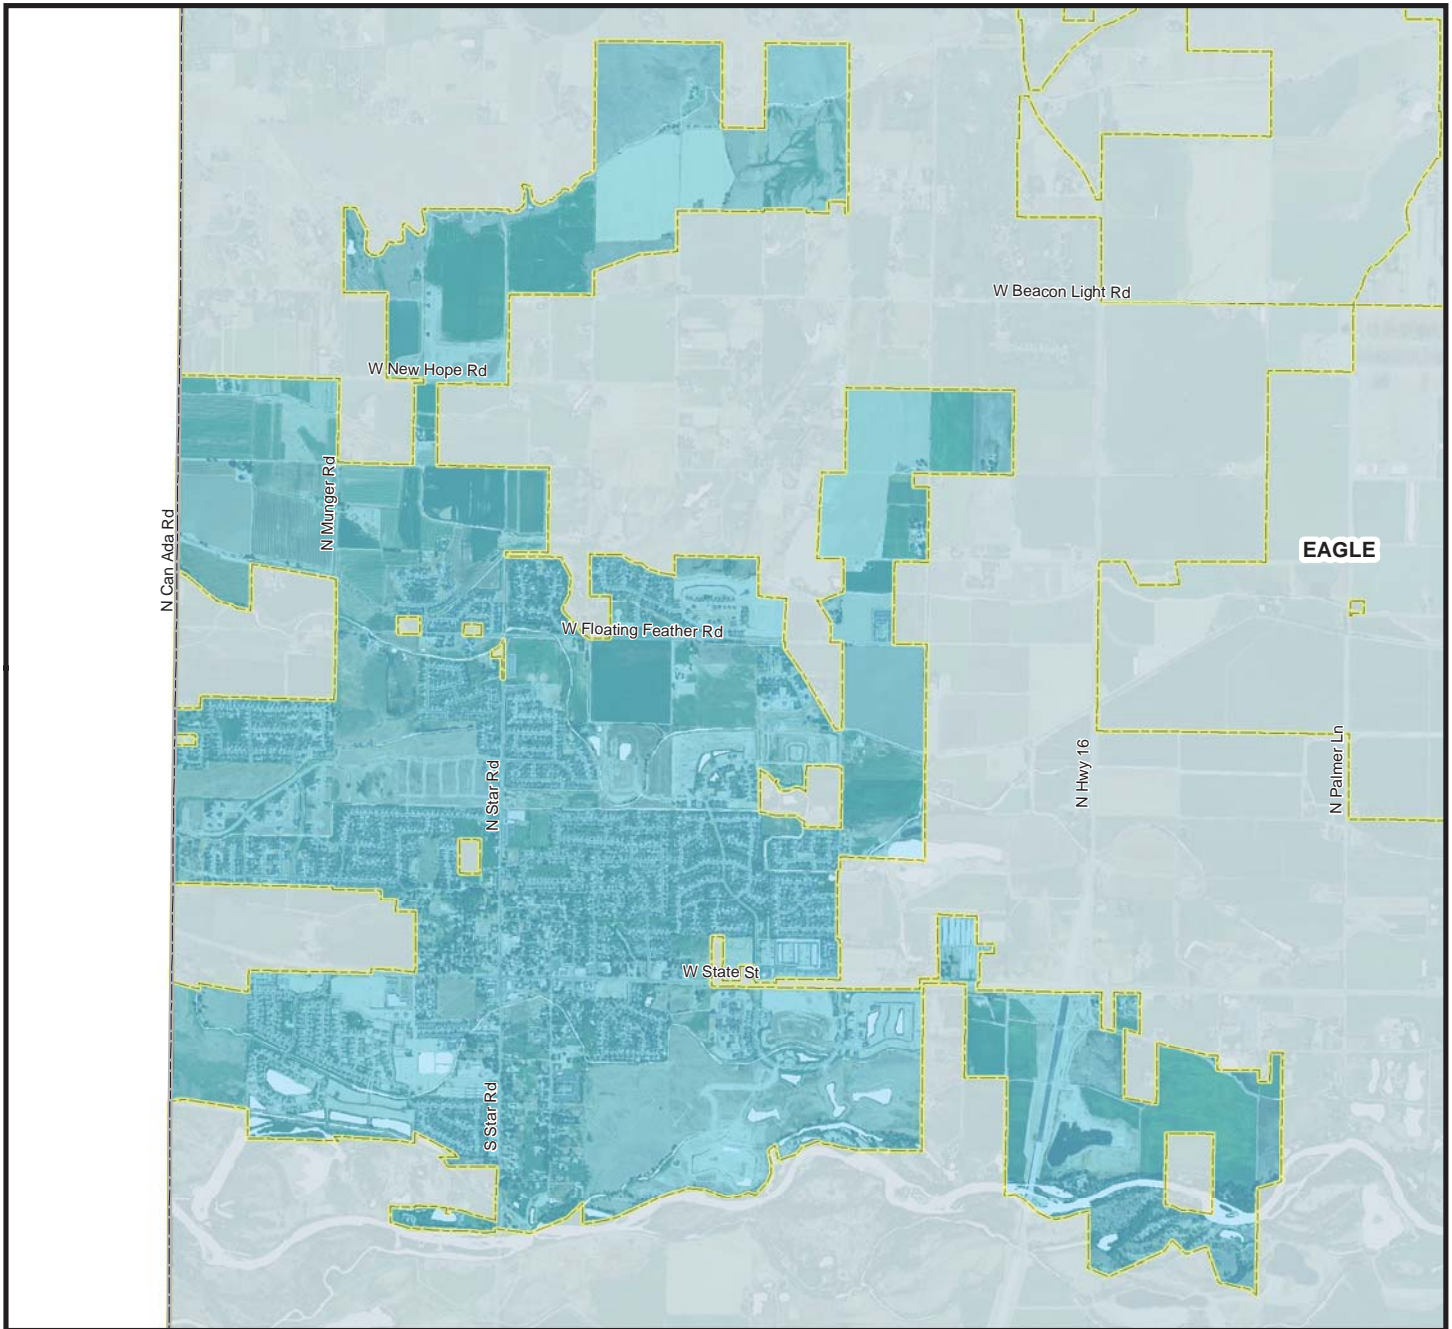 W Beacon Light Rd
W New Hope Rd
N Munger Rd
N Can Ada Rd
EAGLE
W Floating Feather Rd
N Star Rd
N Hwy 16
N Palmer Ln
W State St
S Star Rd